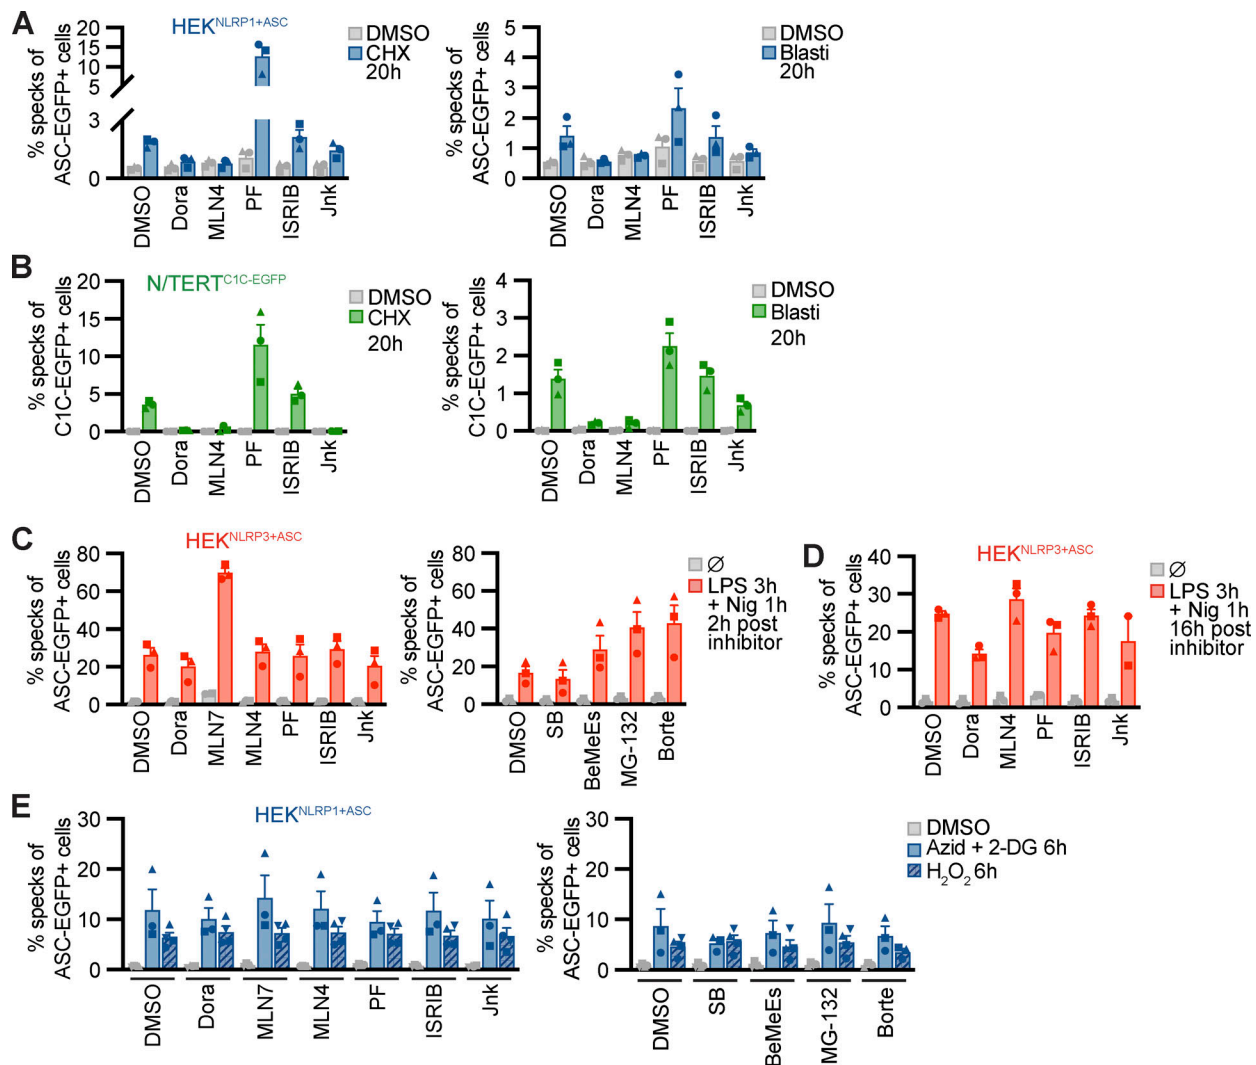 A
HEK^NLRP1+ASC
% specks of
ASC-EGFP+ cells
20
15
10
5
3
0
DMSO
CHX
20h
DMSO
Dora
MLN4
PF
ISRIB
Jnk
% specks of
ASC-EGFP+ cells
5
4
3
2
1
0
DMSO
Blasti
20h
DMSO
Dora
MLN4
PF
ISRIB
Jnk
B
N/TERT^C1C-EGFP
% specks of
C1C-EGFP+ cells
20
15
10
5
0
DMSO
CHX
20h
DMSO
Dora
MLN4
PF
ISRIB
Jnk
% specks of
C1C-EGFP+ cells
4
3
2
1
0
DMSO
Blasti
20h
DMSO
Dora
MLN4
PF
ISRIB
Jnk
C
HEK^NLRP3+ASC
% specks of
ASC-EGFP+ cells
80
60
40
20
0
DMSO
Dora
MLN7
MLN4
PF
ISRIB
Jnk
% specks of
ASC-EGFP+ cells
80
60
40
20
0
∅
LPS 3h
+ Nig 1h
2h post
inhibitor
DMSO
SB
BeMeEs
MG-132
Borte
D
HEK^NLRP3+ASC
% specks of
ASC-EGFP+ cells
40
30
20
10
0
∅
LPS 3h
+ Nig 1h
16h post
inhibitor
DMSO
Dora
MLN4
PF
ISRIB
Jnk
E
HEK^NLRP1+ASC
% specks of
ASC-EGFP+ cells
30
20
10
0
DMSO
Dora
MLN7
MLN4
PF
ISRIB
Jnk
% specks of
ASC-EGFP+ cells
30
20
10
0
DMSO
Azid + 2-DG 6h
H₂O₂ 6h
DMSO
SB
BeMeEs
MG-132
Borte